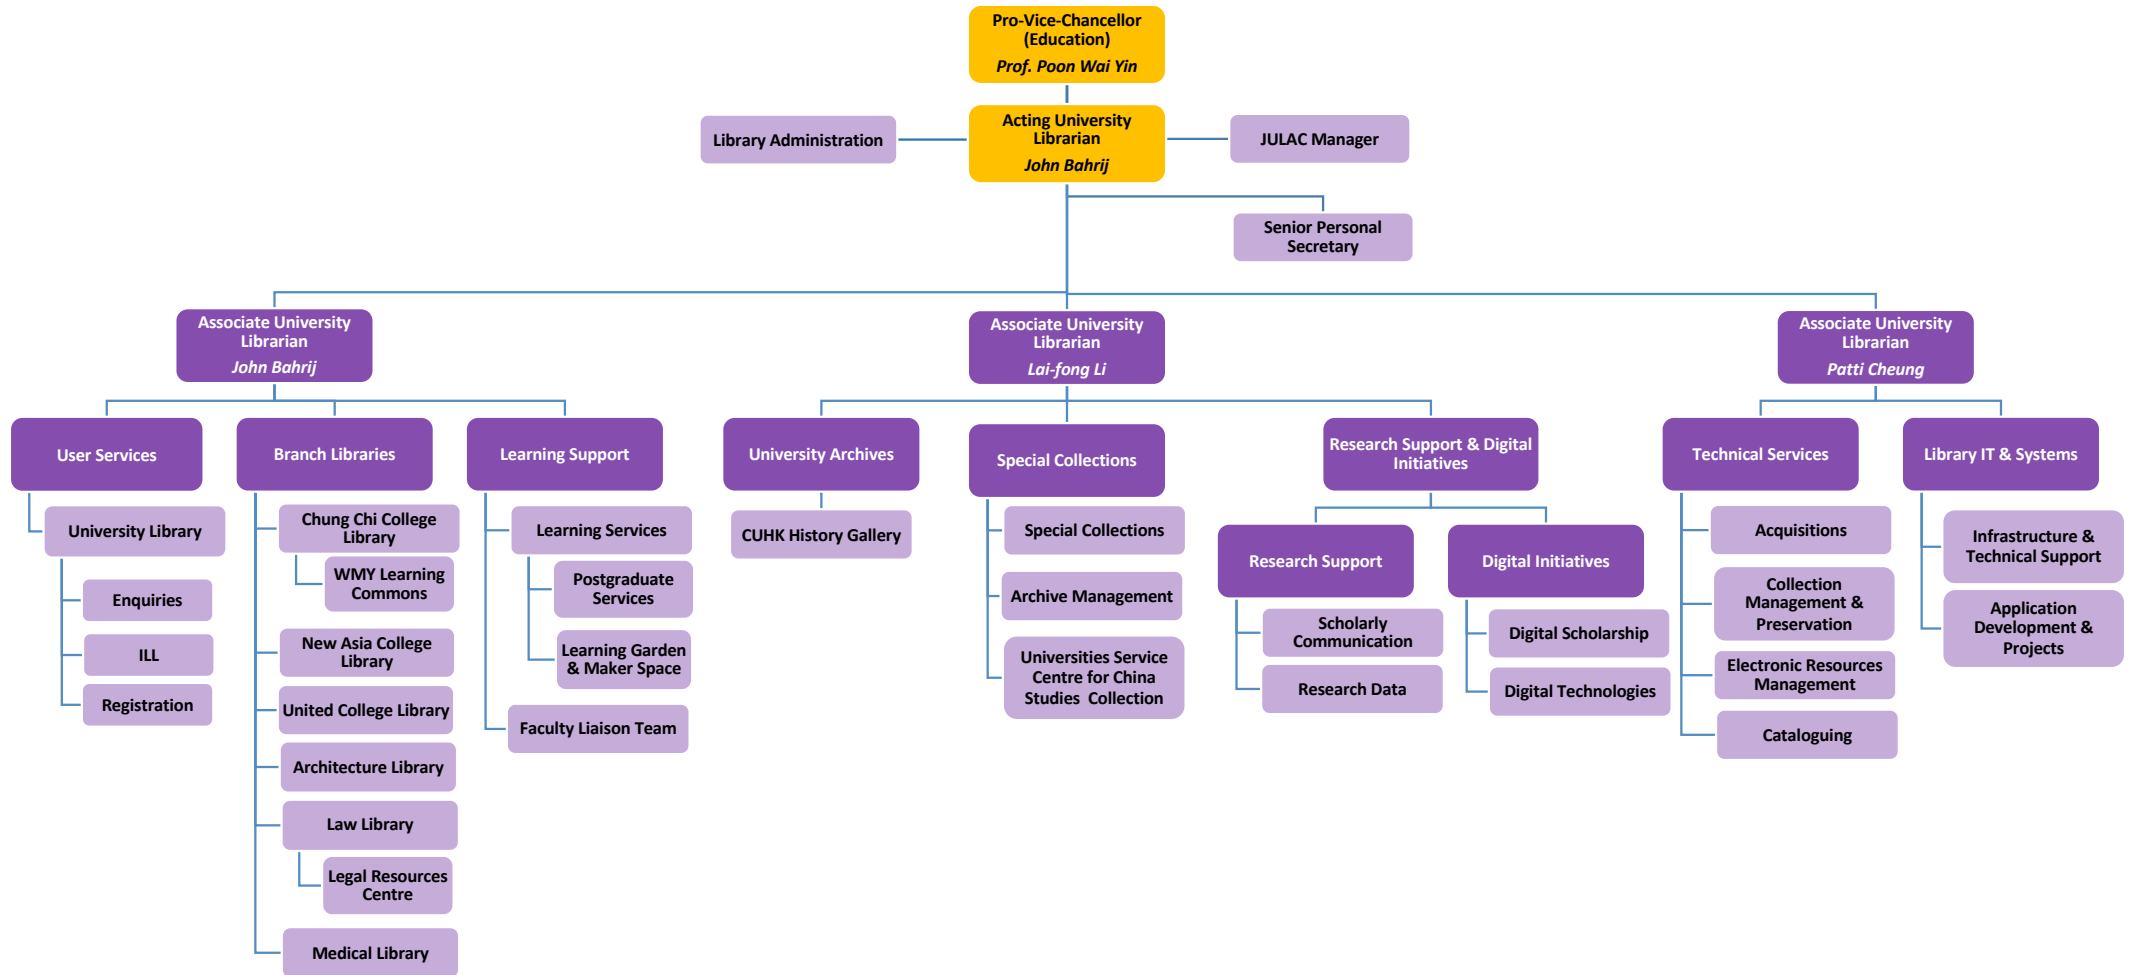 Pro-Vice-Chancellor
(Education)
Prof. Poon Wai Yin
Library Administration
Acting University
Librarian
John Bahrij
JULAC Manager
Senior Personal
Secretary
Associate University
Librarian
John Bahrij
Associate University
Librarian
Lai-fong Li
Associate University
Librarian
Patti Cheung
User Services
University Library
Enquiries
ILL
Registration
Branch Libraries
Chung Chi College
Library
WMY Learning
Commons
New Asia College
Library
United College Library
Architecture Library
Law Library
Legal Resources
Centre
Medical Library
Learning Support
Learning Services
Postgraduate
Services
Learning Garden
& Maker Space
Faculty Liaison Team
University Archives
CUHK History Gallery
Special Collections
Special Collections
Archive Management
Universities Service
Centre for China
Studies Collection
Research Support & Digital
Initiatives
Research Support
Scholarly
Communication
Research Data
Digital Initiatives
Digital Scholarship
Digital Technologies
Technical Services
Acquisitions
Collection
Management &
Preservation
Electronic Resources
Management
Cataloguing
Library IT & Systems
Infrastructure &
Technical Support
Application
Development &
Projects